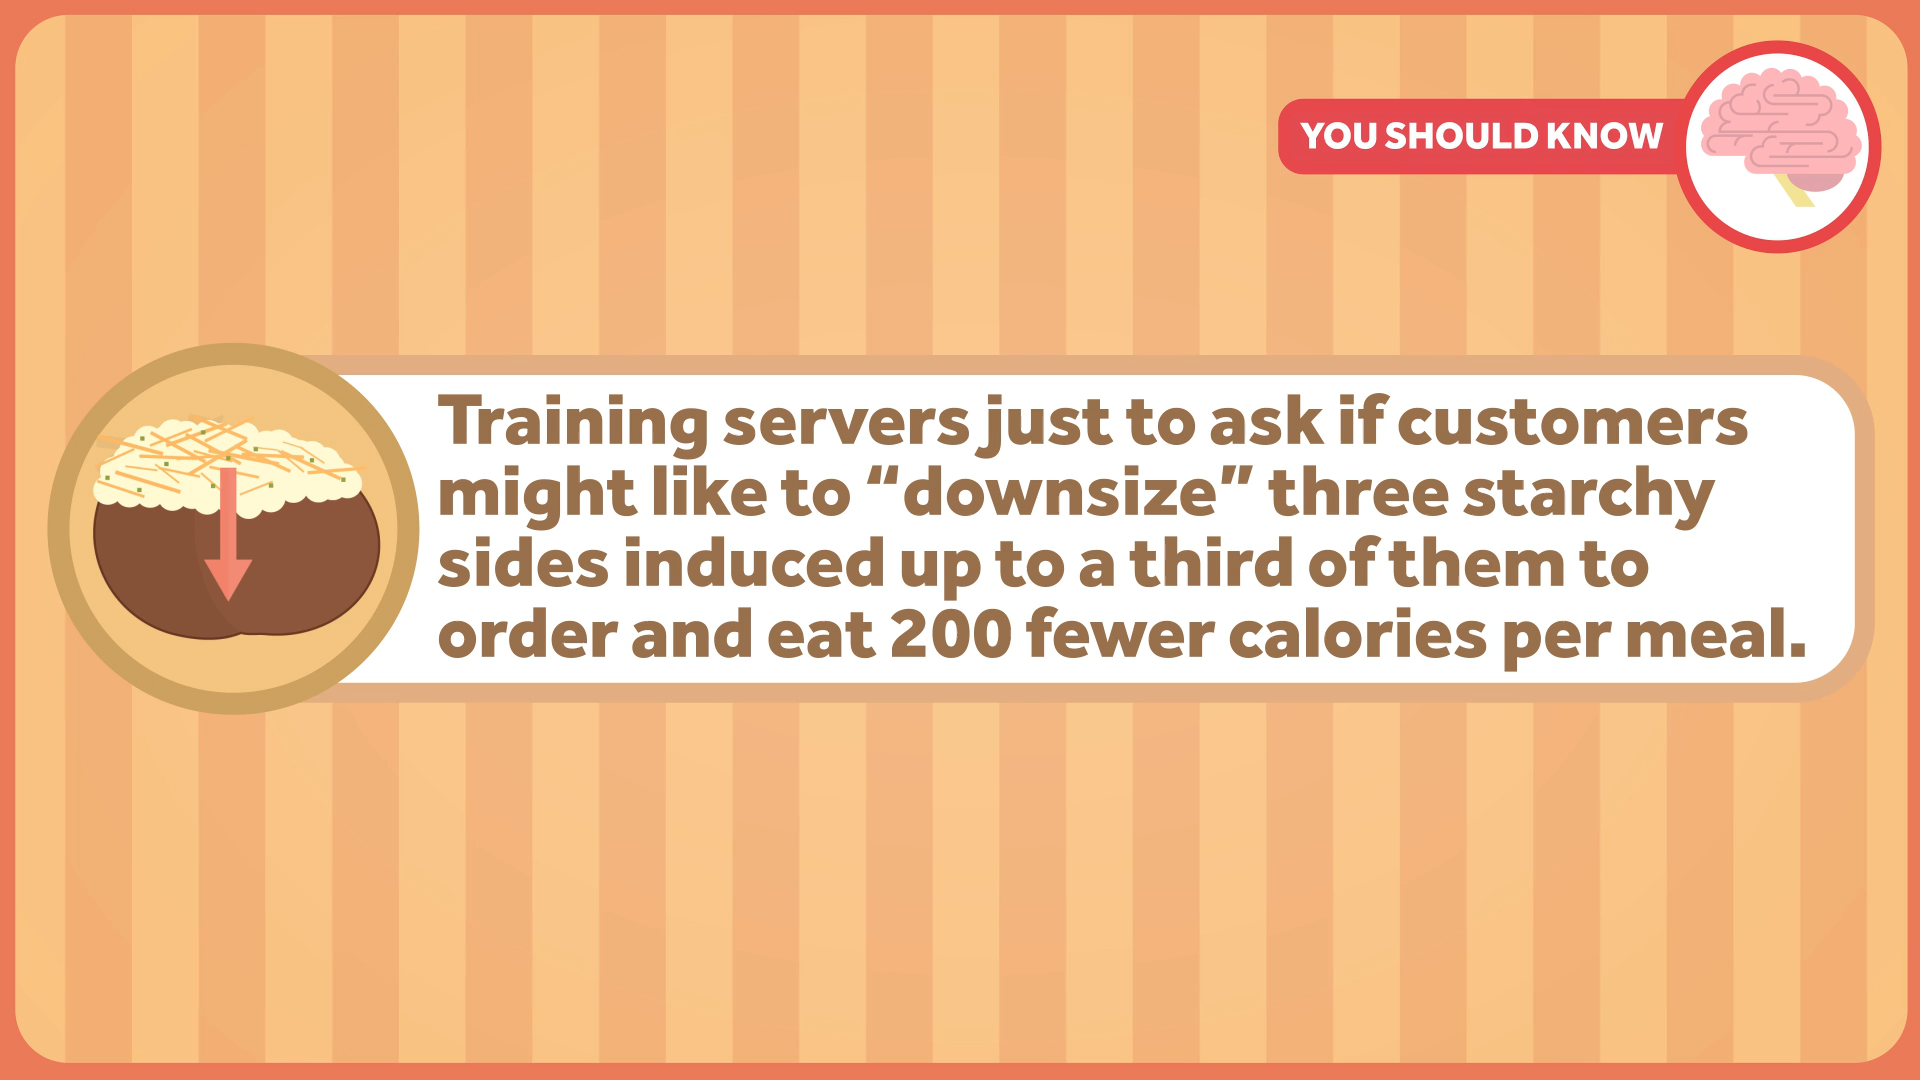 YOU SHOULD KNOW
Training servers just to ask if customers
might like to “downsize” three starchy
sides induced up to a third of them to
order and eat 200 fewer calories per meal.